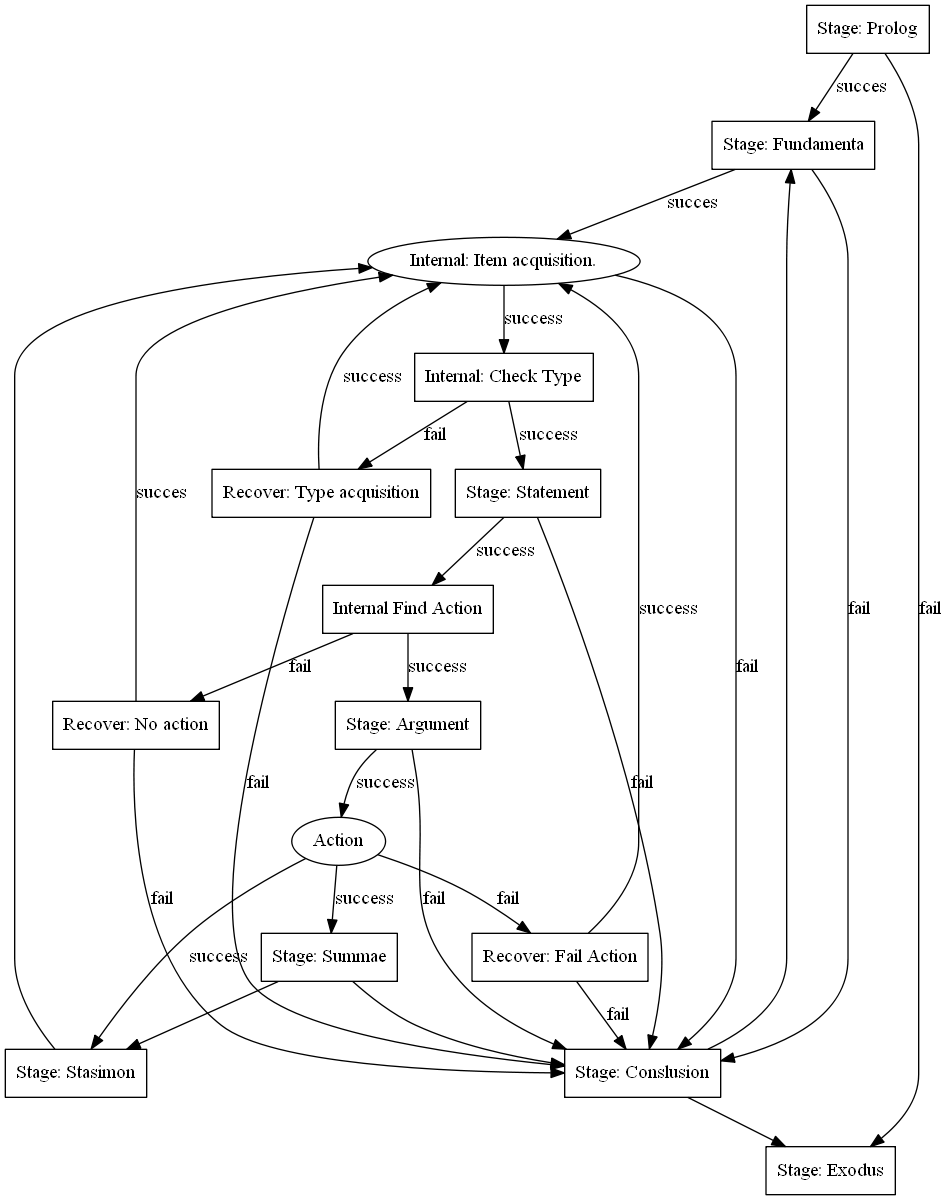 Stage: Prolog
succes
Stage: Fundamenta
succes
Internal: Item acquisition.
success
Internal: Check Type
success
fail
success
Recover: Type acquisition
Stage: Statement
succes
success
Internal Find Action
success
fail
fail
fail
success
fail
Recover: No action
Stage: Argument
fail
success
fail
Action
fail
success
fail
fail
success
Stage: Summae
Recover: Fail Action
fail
Stage: Stasimon
Stage: Conslusion
Stage: Exodus